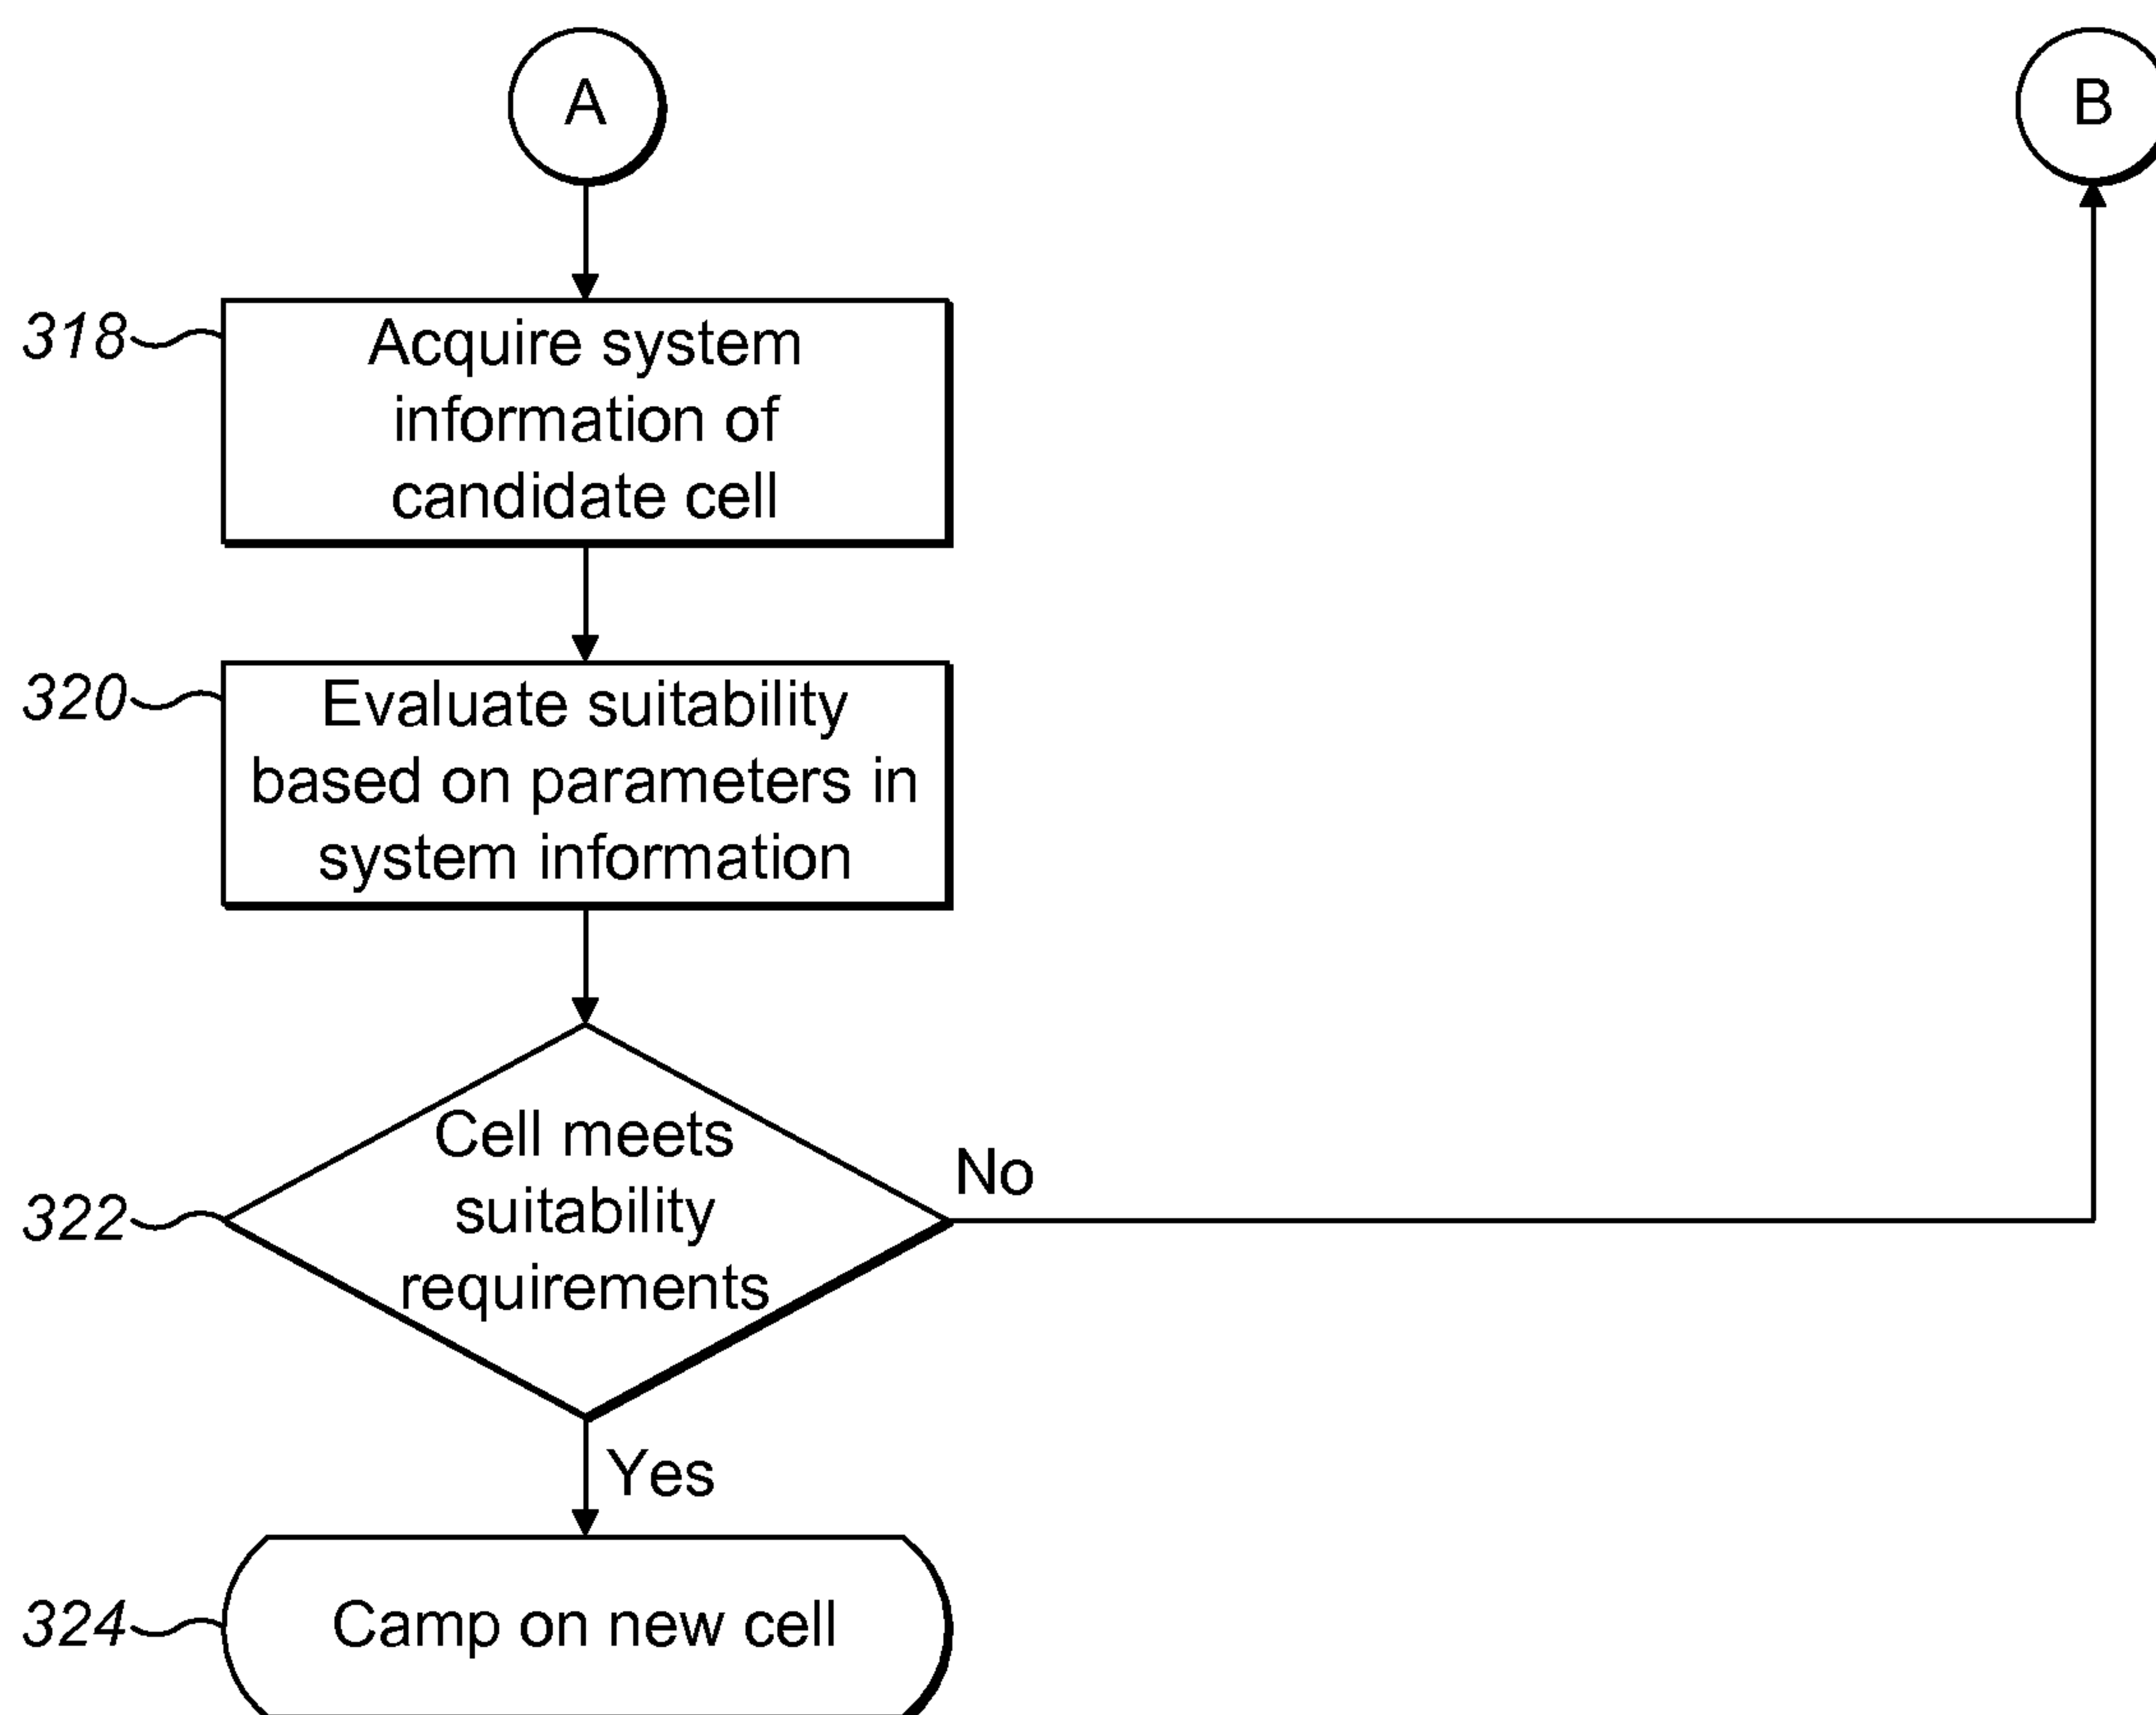 A
B
318
Acquire system
information of
candidate cell
320
Evaluate suitability
based on parameters in
system information
322
Cell meets
suitability
requirements
No
Yes
324
Camp on new cell